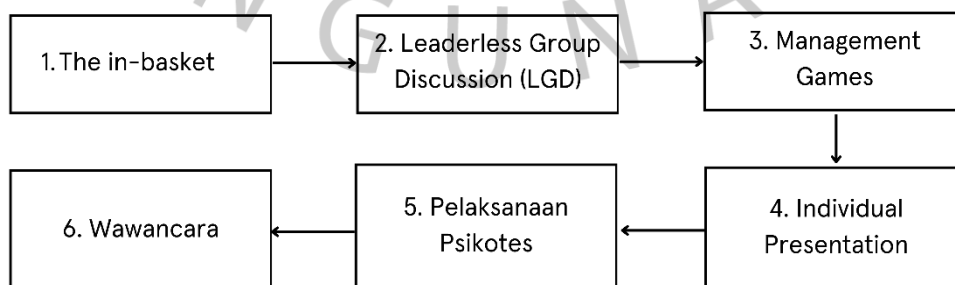 NGUNA
1. The in-basket
2. Leaderless Group
Discussion (LGD)
3. Management
Games
4. Individual
Presentation
5. Pelaksanaan
Psikotes
6. Wawancara